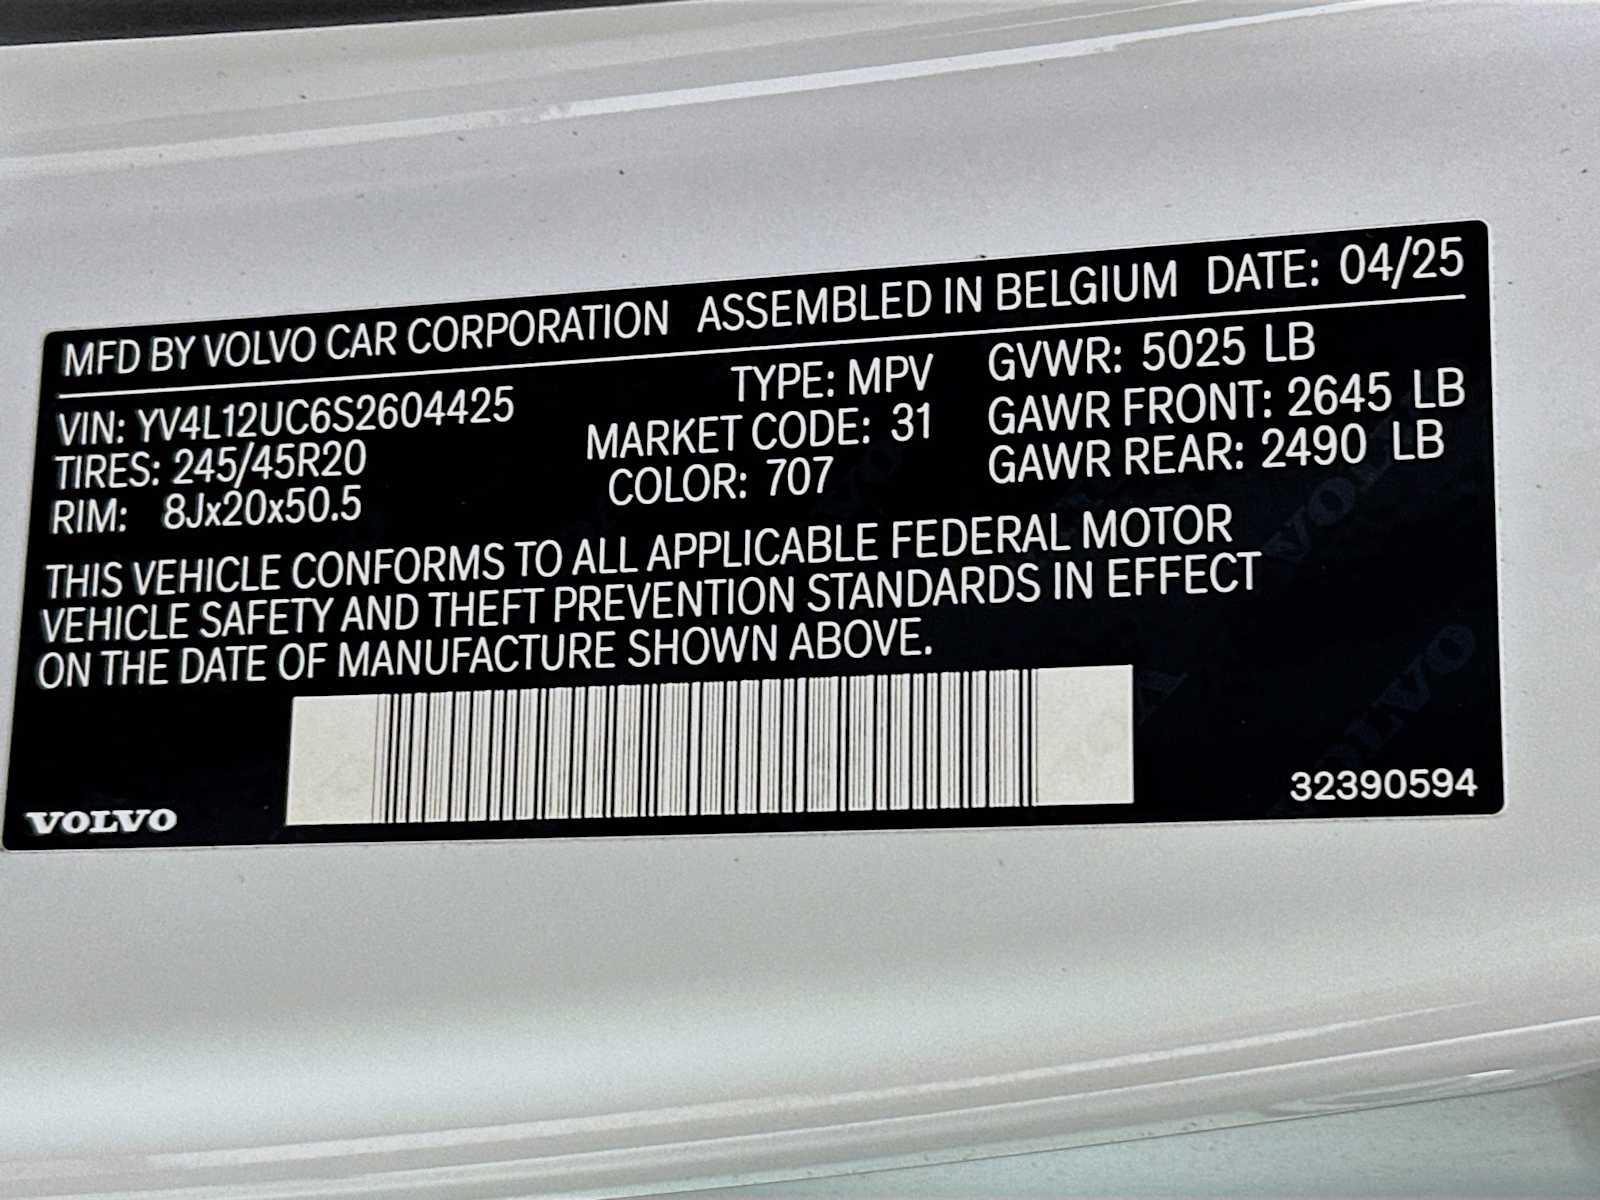 MFD BY VOLVO CAR CORPORATION ASSEMBLED IN BELGIUM DATE: 04/25
VIN: YV4L12UC6S2604425
TIRES: 245/45R20
RIM: 8Jx20x50.5
TYPE: MPV
MARKET CODE: 31
COLOR: 707
GVWR: 5025 LB
GAWR FRONT: 2645 LB
GAWR REAR: 2490 LB
THIS VEHICLE CONFORMS TO ALL APPLICABLE FEDERAL MOTOR
VEHICLE SAFETY AND THEFT PREVENTION STANDARDS IN EFFECT
ON THE DATE OF MANUFACTURE SHOWN ABOVE.
VOLVO
32390594
VOLVO
VOLVO